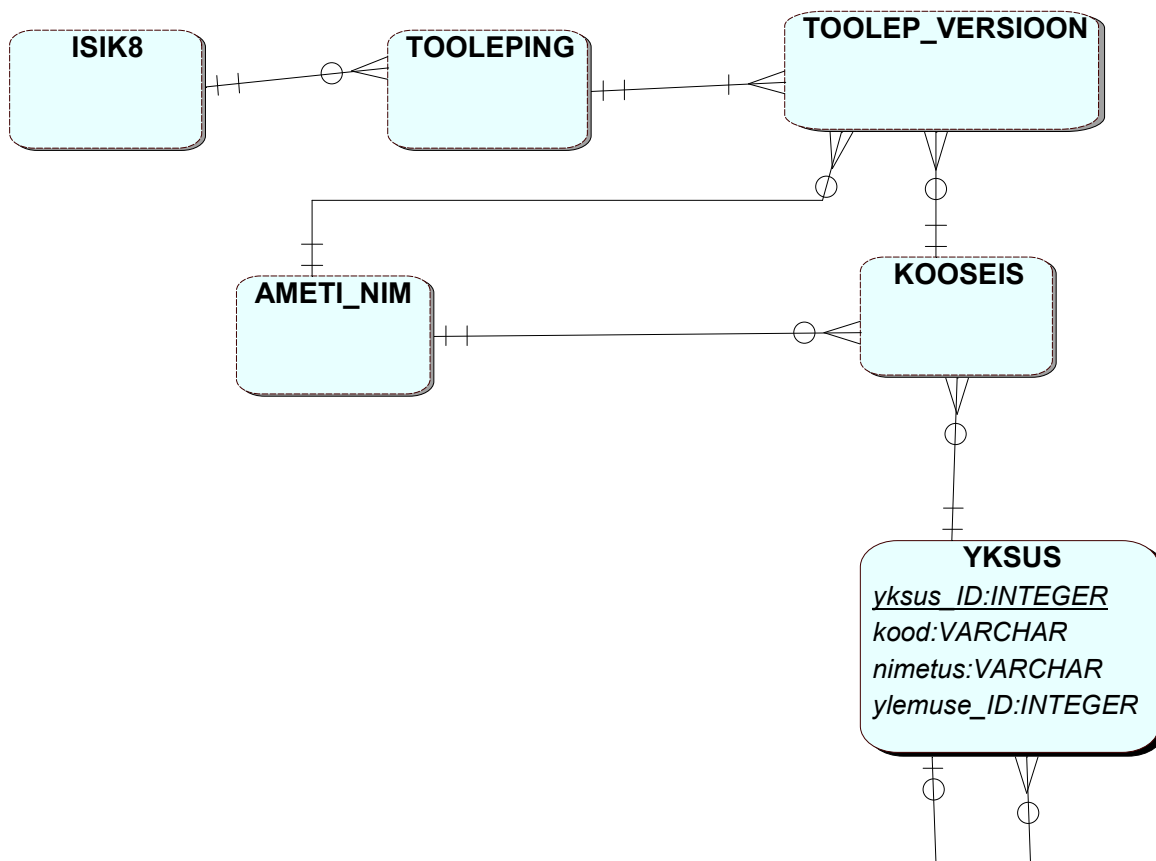 ISIK8
TOOLEPING
TOOLEP_VERSIOON
AMETI_NIM
KOOSEIS
YKSUS
yksus_ID:INTEGER
kood:VARCHAR
nimetus:VARCHAR
ylemuse_ID:INTEGER